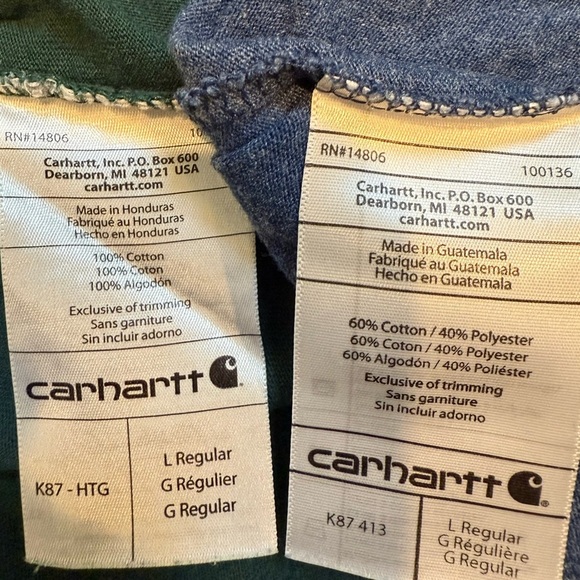 RN#14806 10
Carhartt, Inc. P.O. Box 600
Dearborn, MI 48121 USA
carhartt.com
Made in Honduras
Fabriqué au Honduras
Hecho en Honduras
100% Cotton
100% Coton
100% Algodón
Exclusive of trimming
Sans garniture
Sin incluir adorno
carhartt
K87 - HTG
L Regular
G Régulier
G Regular
RN#14806 100136
Carhartt, Inc. P.O. Box 600
Dearborn, MI 48121 USA
carhartt.com
Made in Guatemala
Fabriqué au Guatemala
Hecho en Guatemala
60% Cotton / 40% Polyester
60% Coton / 40% Polyester
60% Algodón / 40% Poliéster
Exclusive of trimming
Sans garniture
Sin incluir adorno
carhartt
K87 413
L Regular
G Régulière
G Regular